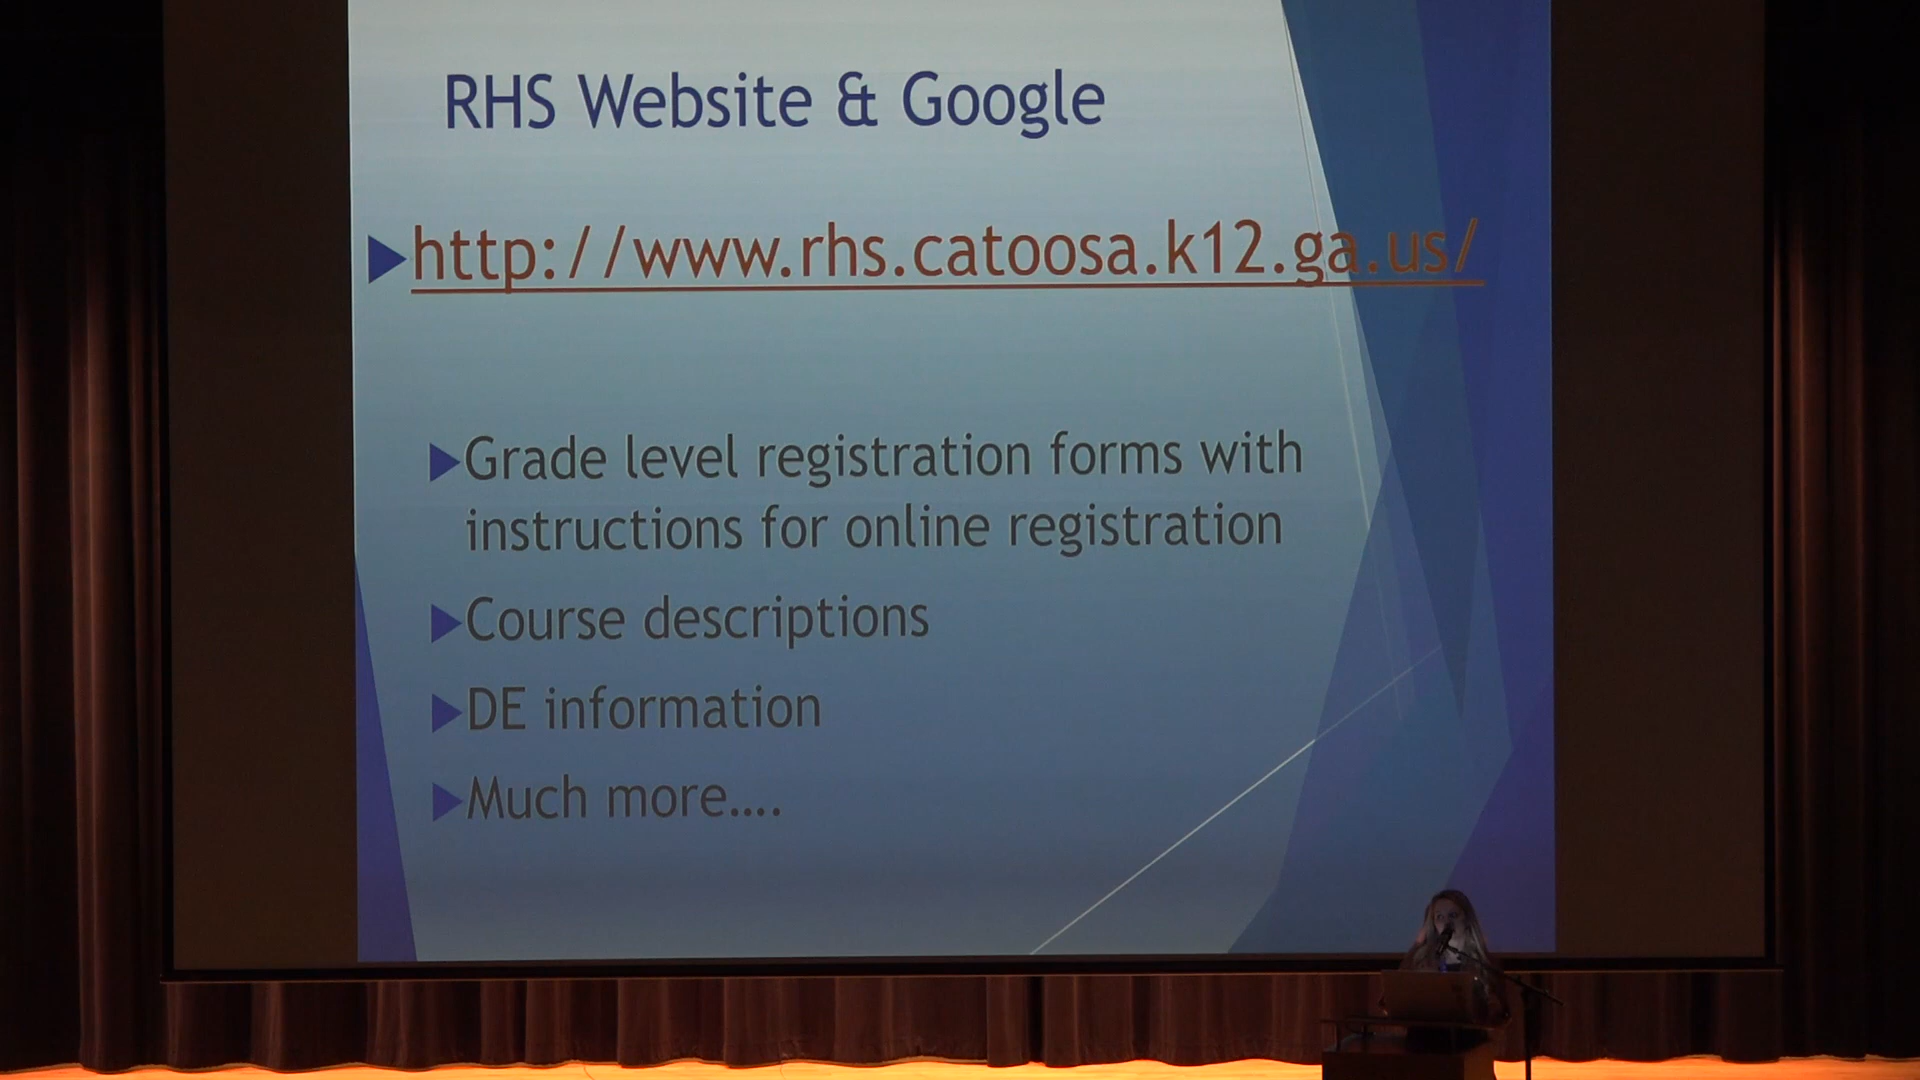 RHS Website & Google
http://www.rhs.catoosa.k12.ga.us/
Grade level registration forms with
instructions for online registration
Course descriptions
DE information
Much more....